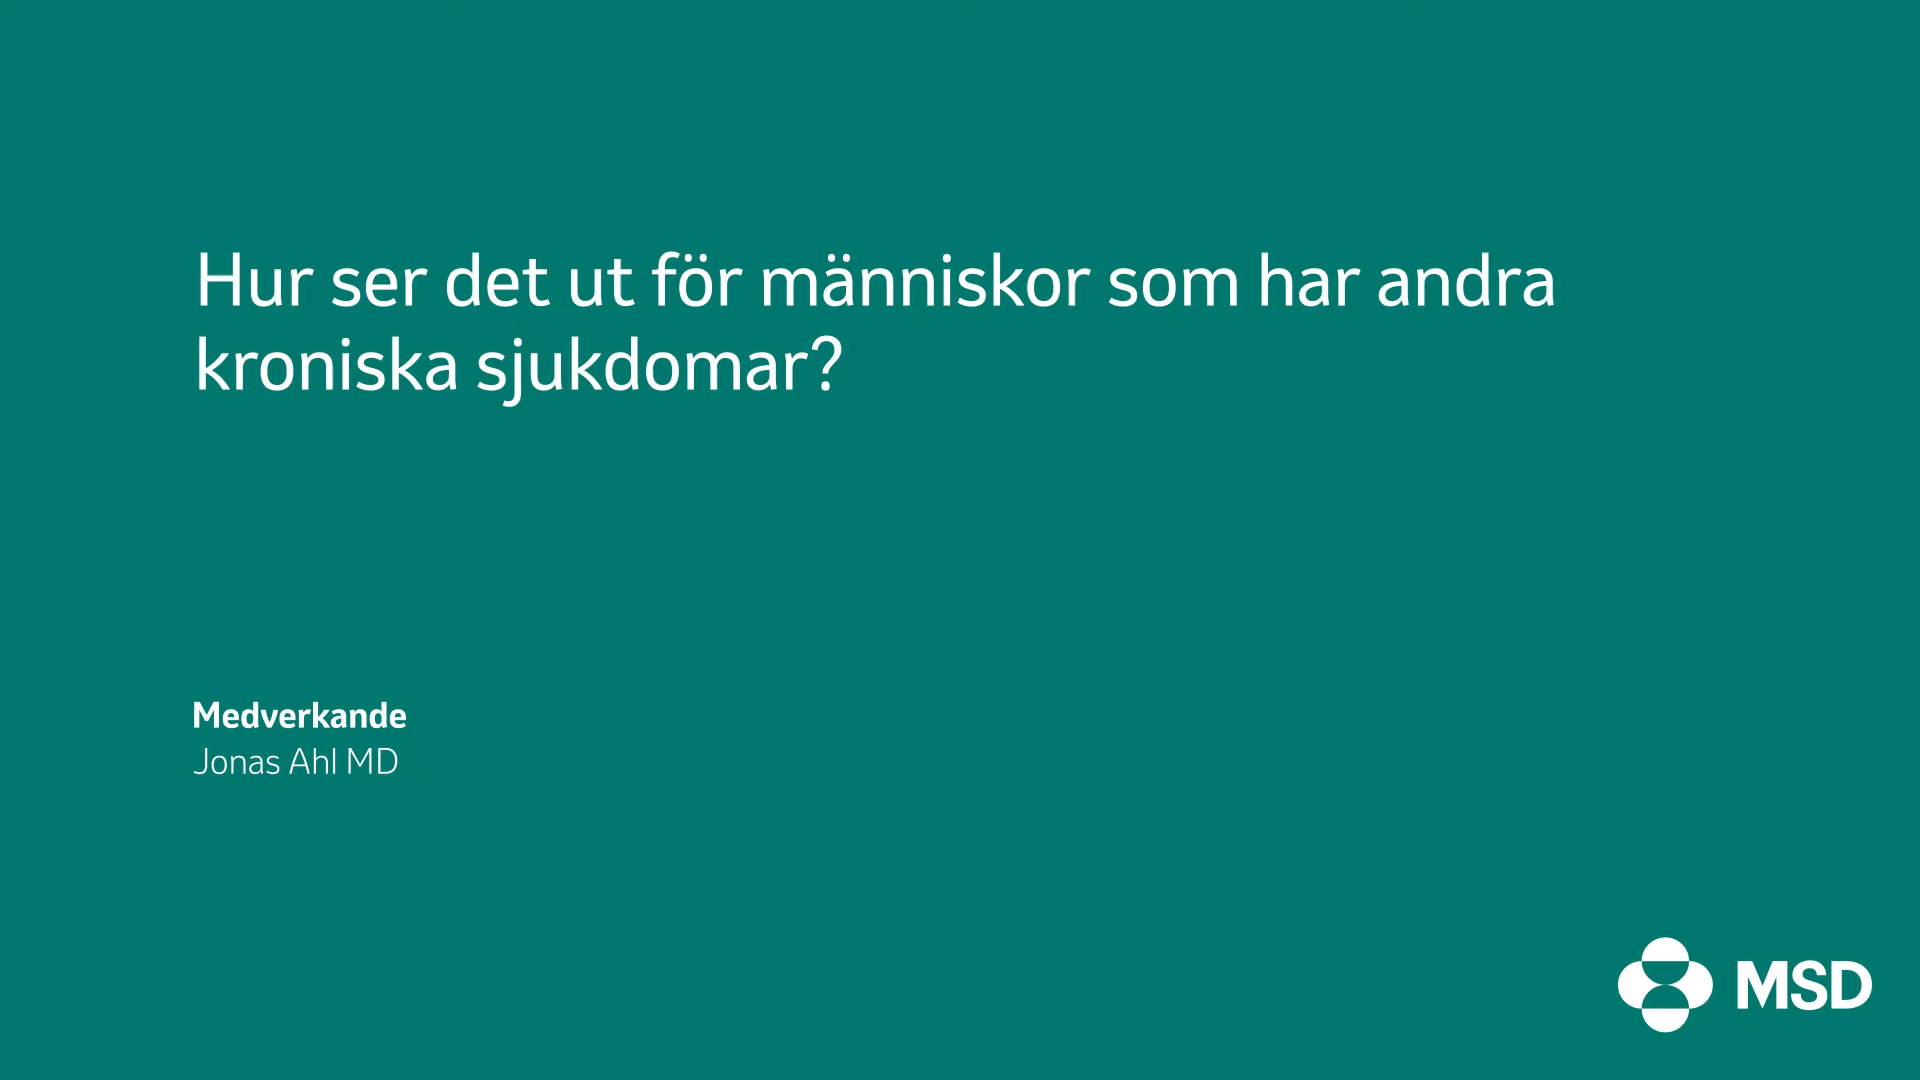 Hur ser det ut för människor som har andra
kroniska sjukdomar?
Medverkande
Jonas Ahl MD
MSD